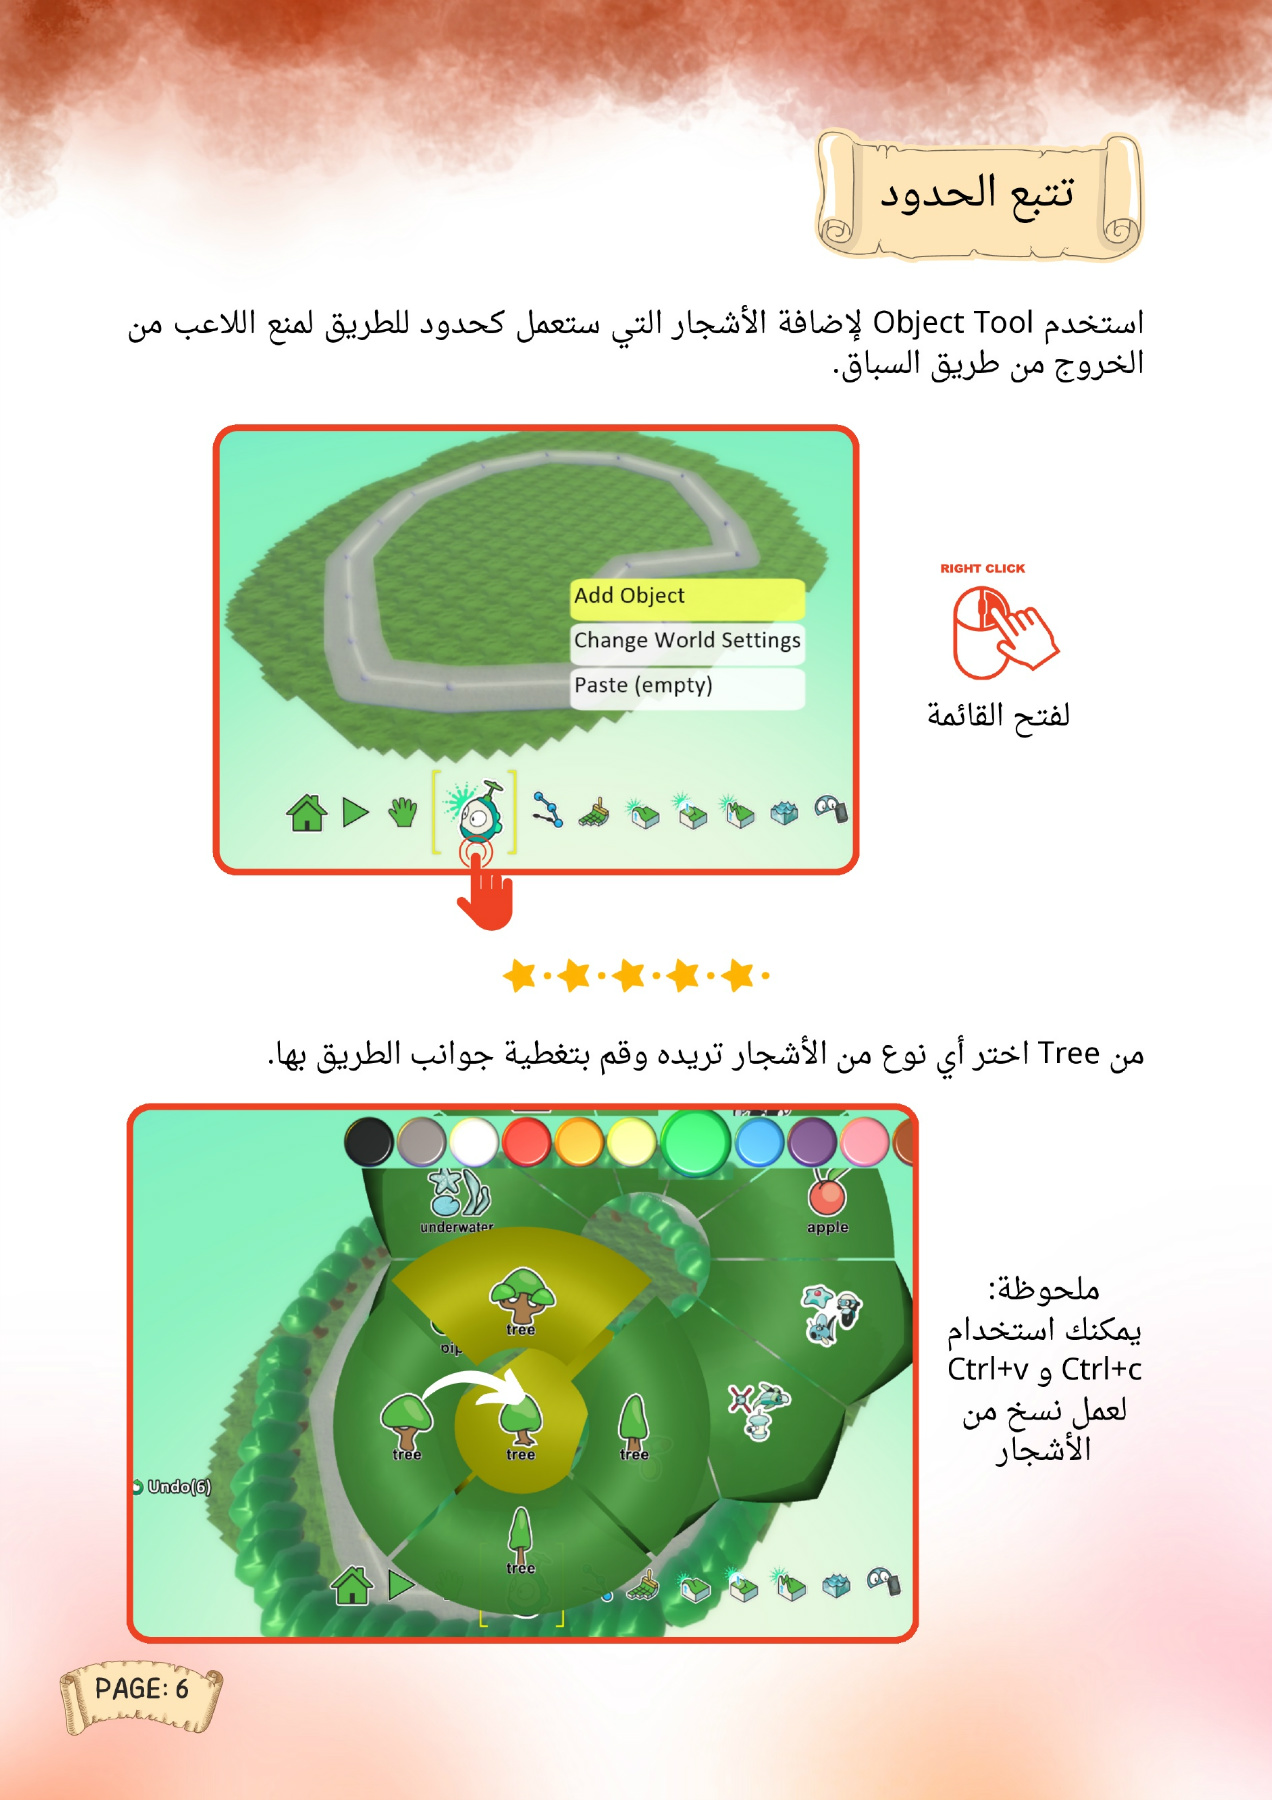 تتبع الحدود
استخدم Object Tool لإضافة الأشجار التي ستعمل كحدود للطريق لمنع اللاعب من
الخروج من طريق السباق.
Add Object
Change World Settings
Paste (empty)
RIGHT CLICK
لفتح القائمة
من Tree اختر أي نوع من الأشجار تريده وقم بتغطية جوانب الطريق بها.
underwater
apple
tree
tree
tree
tree
tree
Undo(6)
ملحوظة:
يمكنك استخدام
Ctrl+c و Ctrl+v
لعمل نسخ من
الأشجار
PAGE: 6